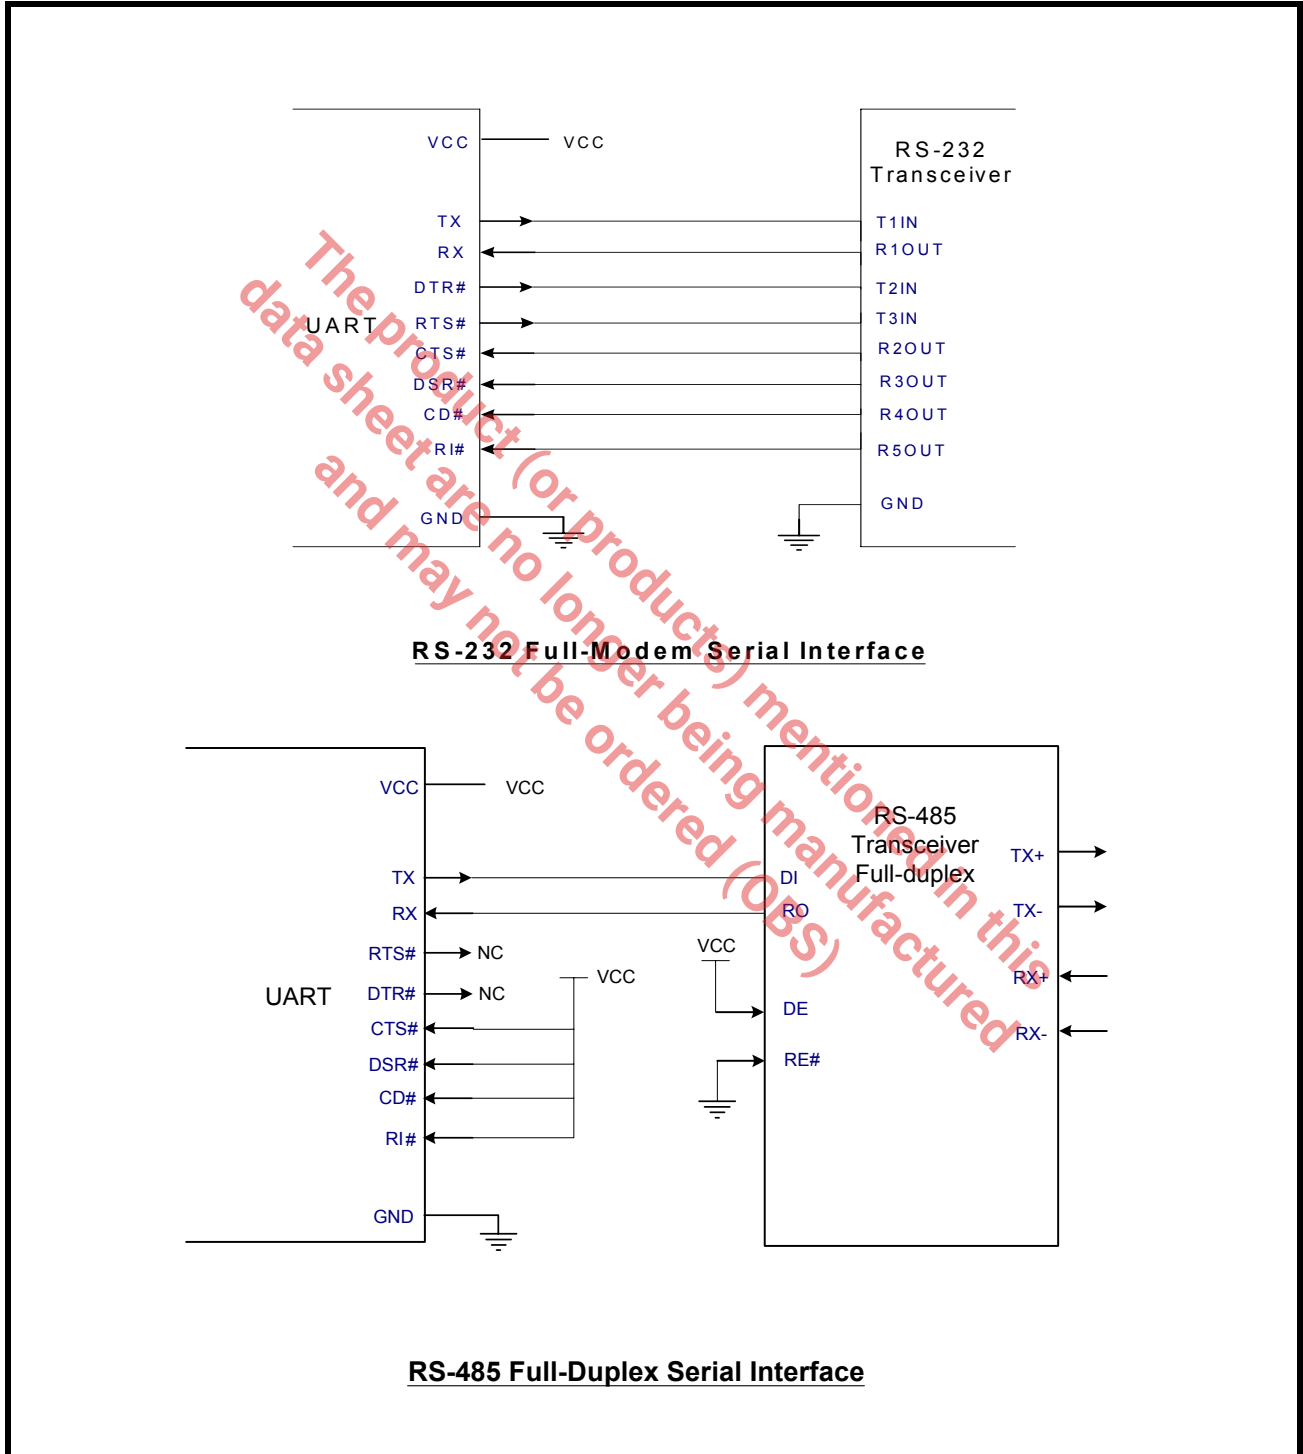 VCC
VCC
RS-232
Transceiver
TX
T1IN
RX
R1OUT
DTR#
T2IN
UART
RTS#
T3IN
CTS#
R2OUT
DSR#
R3OUT
CD#
R4OUT
RI#
R5OUT
GND
GND
RS-232 Full-Modem Serial Interface
VCC
VCC
RS-485
Transceiver
Full-duplex
TX+
TX
DI
RX
RO
TX-
RTS#
NC
VCC
VCC
RX+
UART
DTR#
NC
DE
CTS#
RX-
DSR#
RE#
CD#
RI#
GND
RS-485 Full-Duplex Serial Interface
The product (or products) mentioned in this
data sheet are no longer being manufactured
and may not be ordered (OBS)